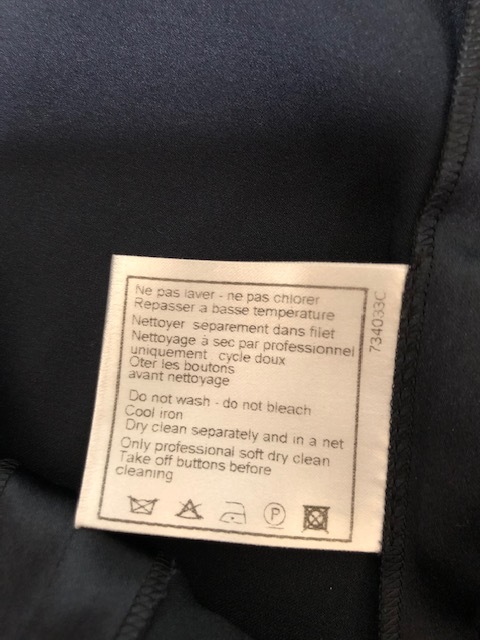 Ne pas laver - ne pas chlorer
Repasser a basse temperature
Nettoyer separement dans filet
Nettoyage à sec par professionnel
uniquement cycle doux
Oter les boutons
avant nettoyage
Do not wash - do not bleach
Cool iron
Dry clean separately and in a net
Only professional soft dry clean
Take off buttons before
cleaning
P
734033C